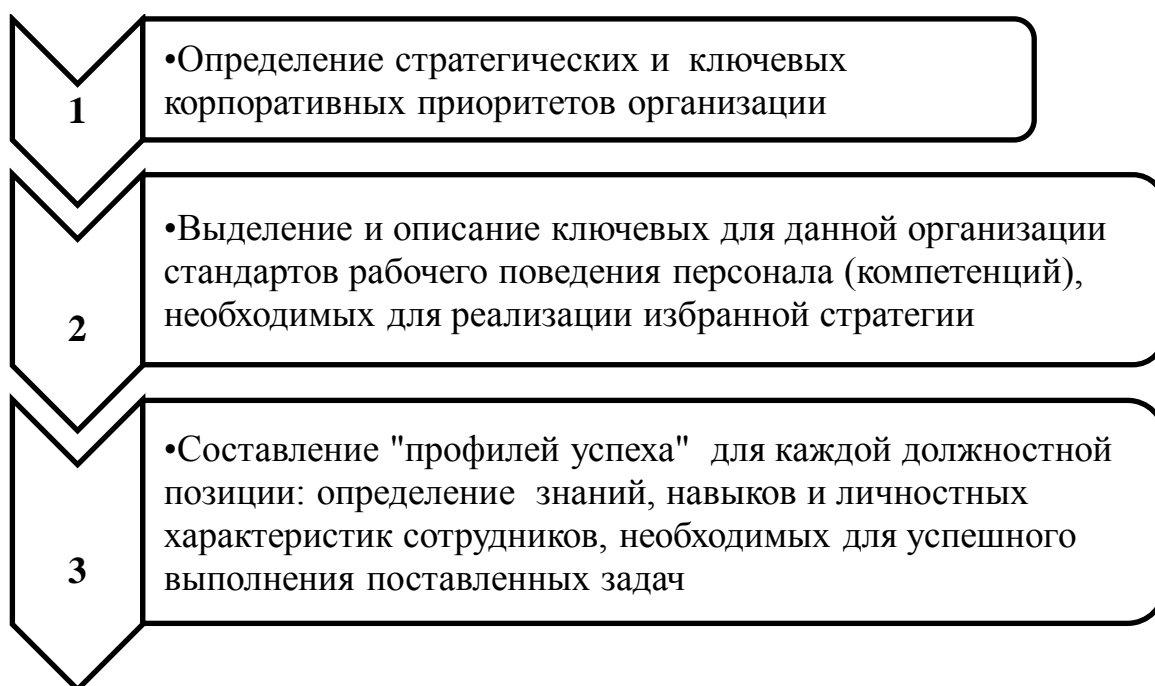 1
•Определение стратегических и ключевых
корпоративных приоритетов организации
2
•Выделение и описание ключевых для данной организации
стандартов рабочего поведения персонала (компетенций),
необходимых для реализации избранной стратегии
3
•Составление "профилей успеха" для каждой должностной
позиции: определение знаний, навыков и личностных
характеристик сотрудников, необходимых для успешного
выполнения поставленных задач